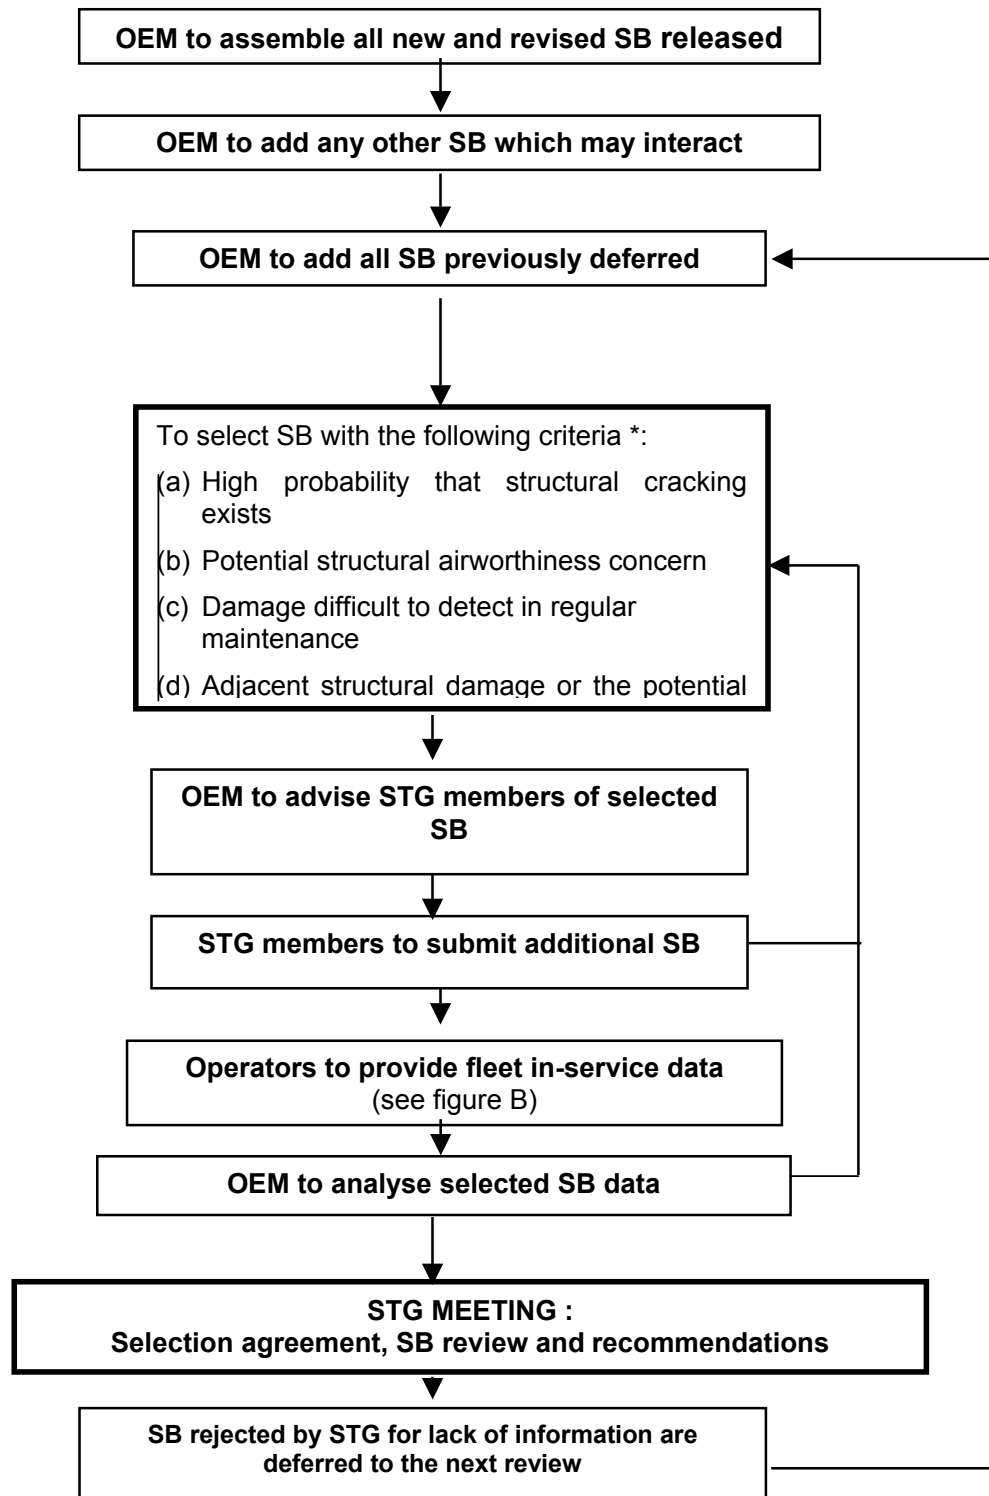 OEM to assemble all new and revised SB released
OEM to add any other SB which may interact
OEM to add all SB previously deferred
To select SB with the following criteria *:
(a) High probability that structural cracking
exists
(b) Potential structural airworthiness concern
(c) Damage difficult to detect in regular
maintenance
(d) Adjacent structural damage or the potential
OEM to advise STG members of selected
SB
STG members to submit additional SB
Operators to provide fleet in-service data
(see figure B)
OEM to analyse selected SB data
STG MEETING :
Selection agreement, SB review and recommendations
SB rejected by STG for lack of information are
deferred to the next review